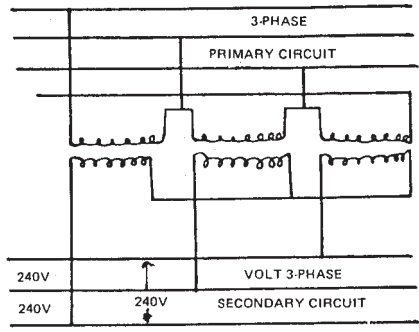 3-PHASE
PRIMARY CIRCUIT
240V VOLT 3-PHASE
240V 240V SECONDARY CIRCUIT